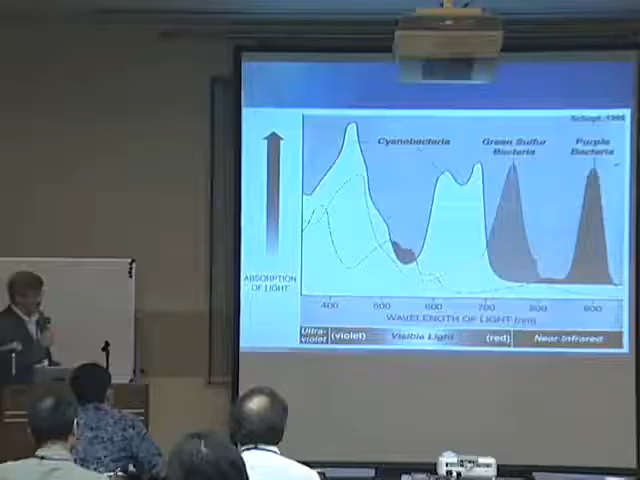 Schopf, 1996
Cyanobacteria
Green Sulfur
Bacteria
Purple
Bacteria
ABSORPTION
OF LIGHT
400 500 600 700 800 900
WAVELENGTH OF LIGHT (nm)
Ultra-
violet
(violet) Visible Light (red)
Near-Infrared